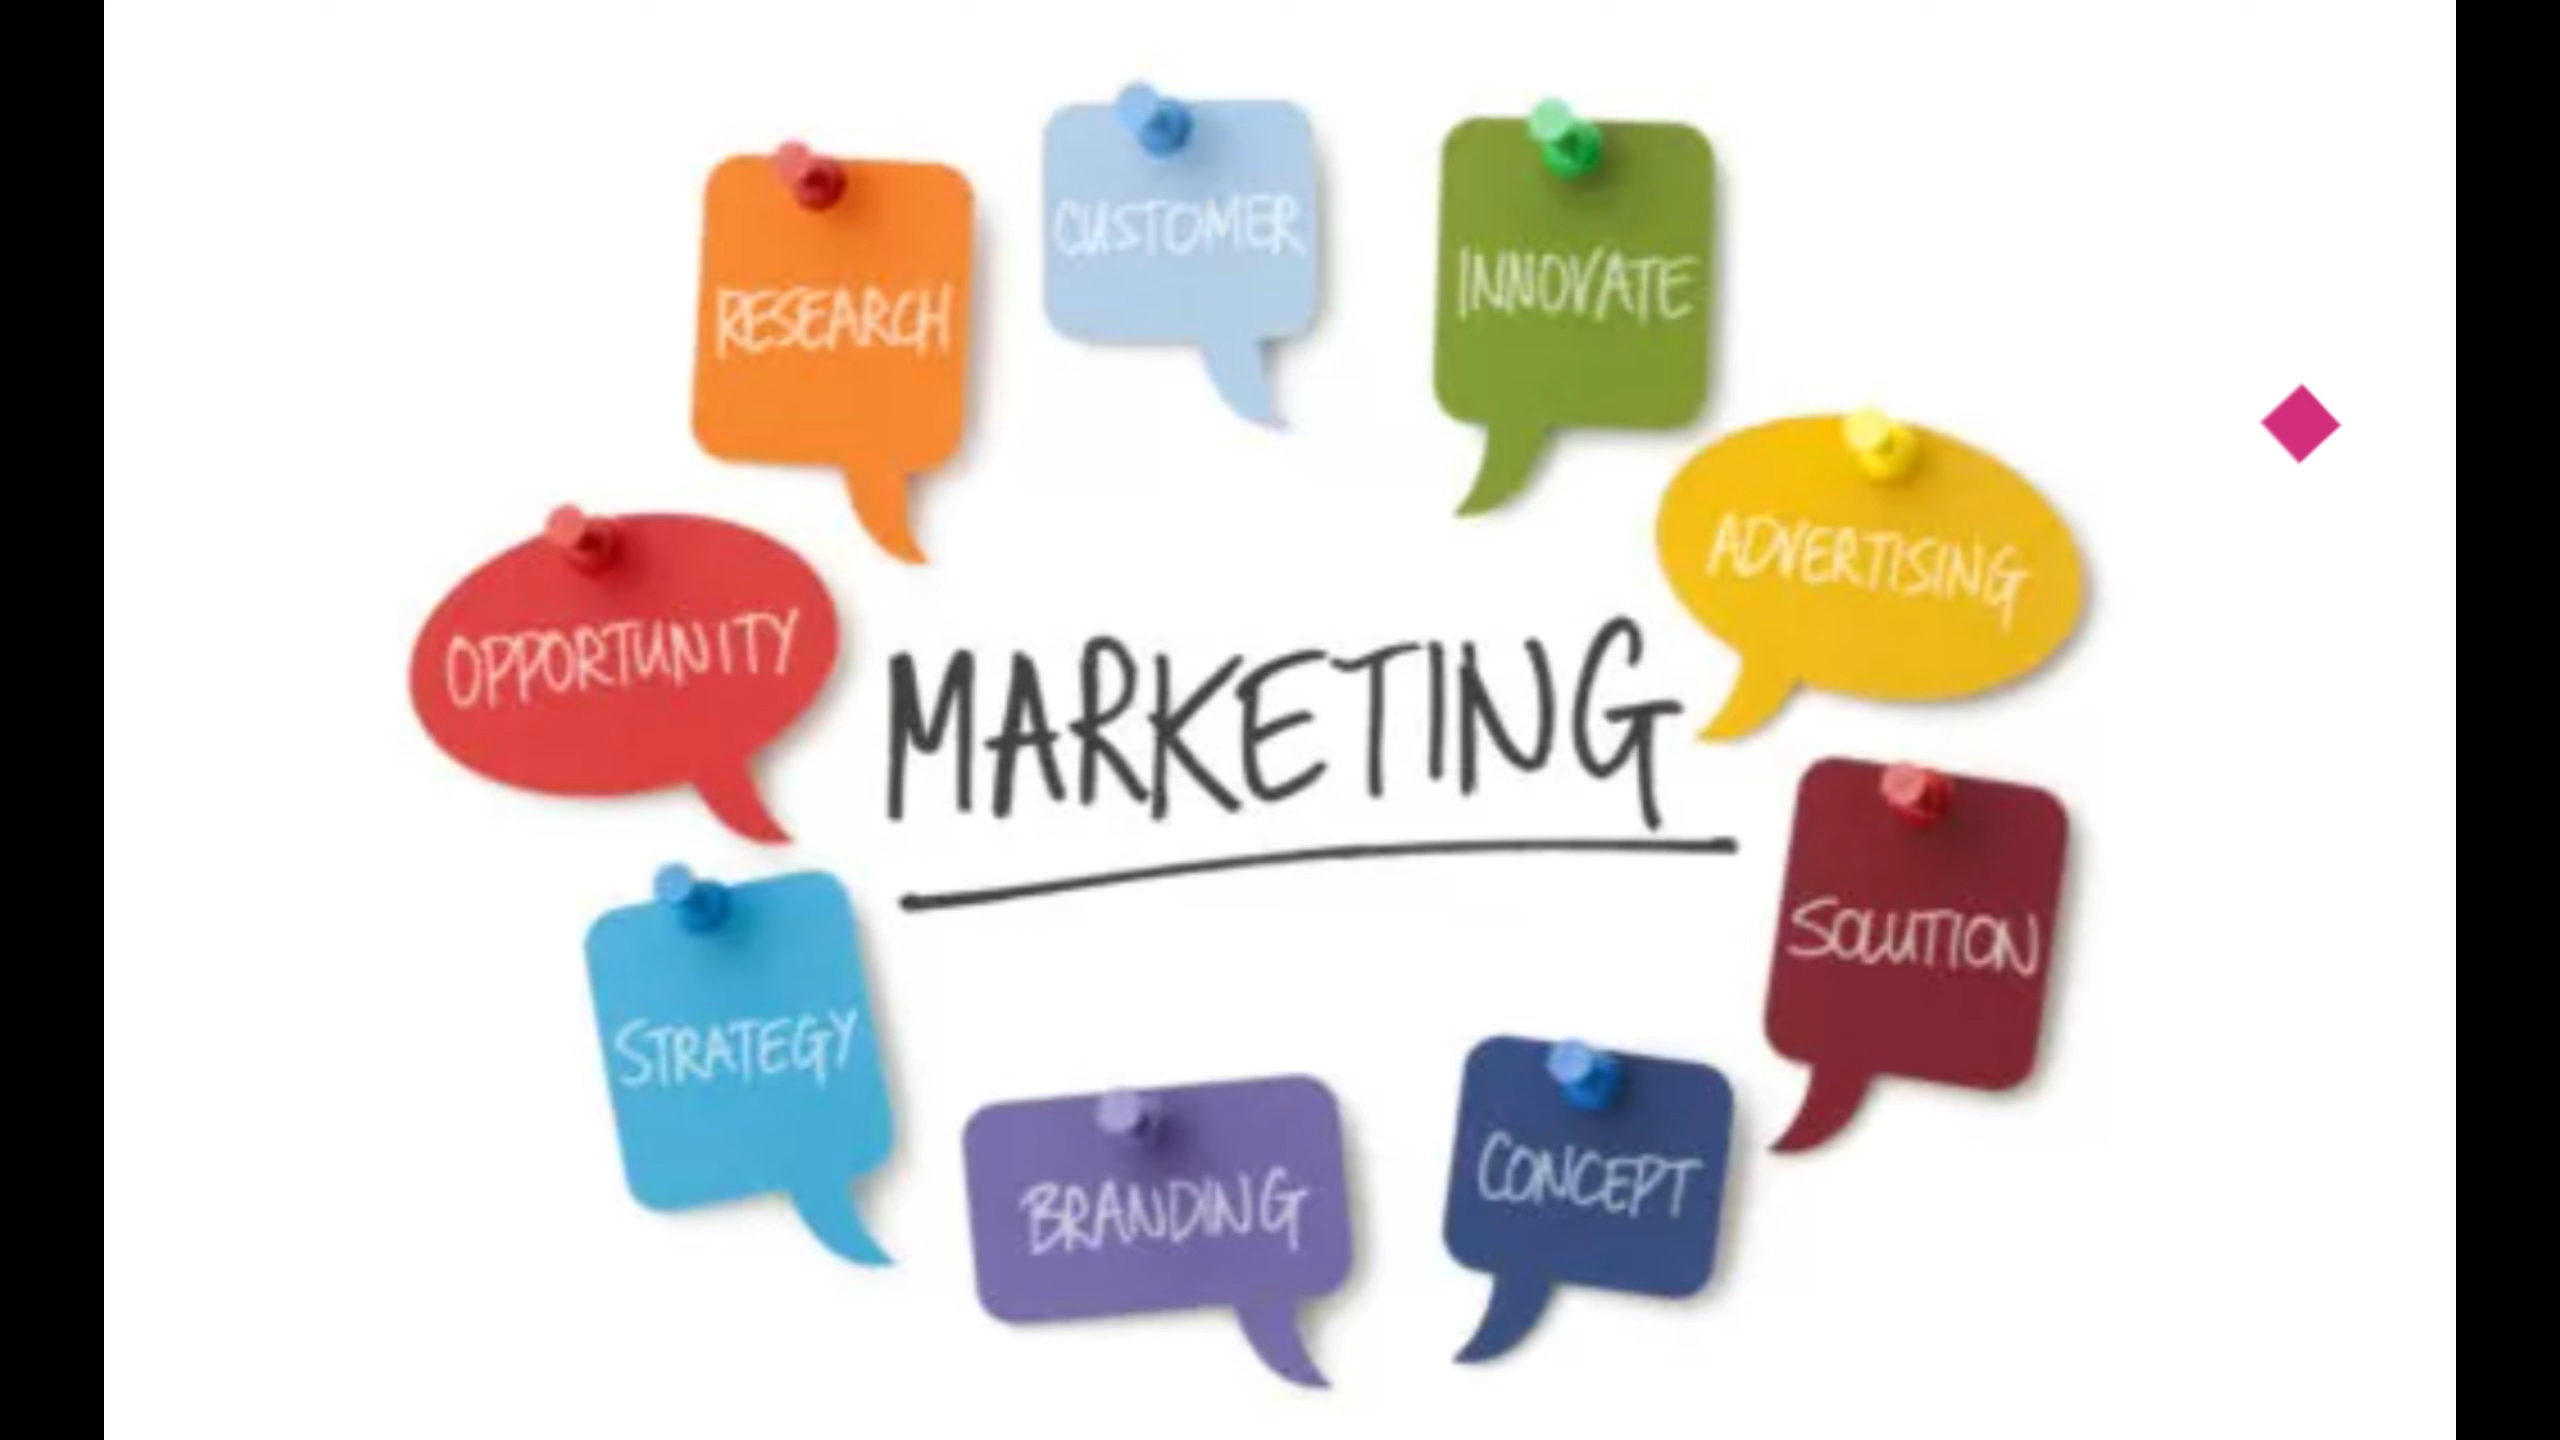 CUSTOMER
INNOVATE
RESEARCH
ADVERTISING
OPPORTUNITY
MARKETING
SOLUTION
STRATEGY
CONCEPT
BRANDING